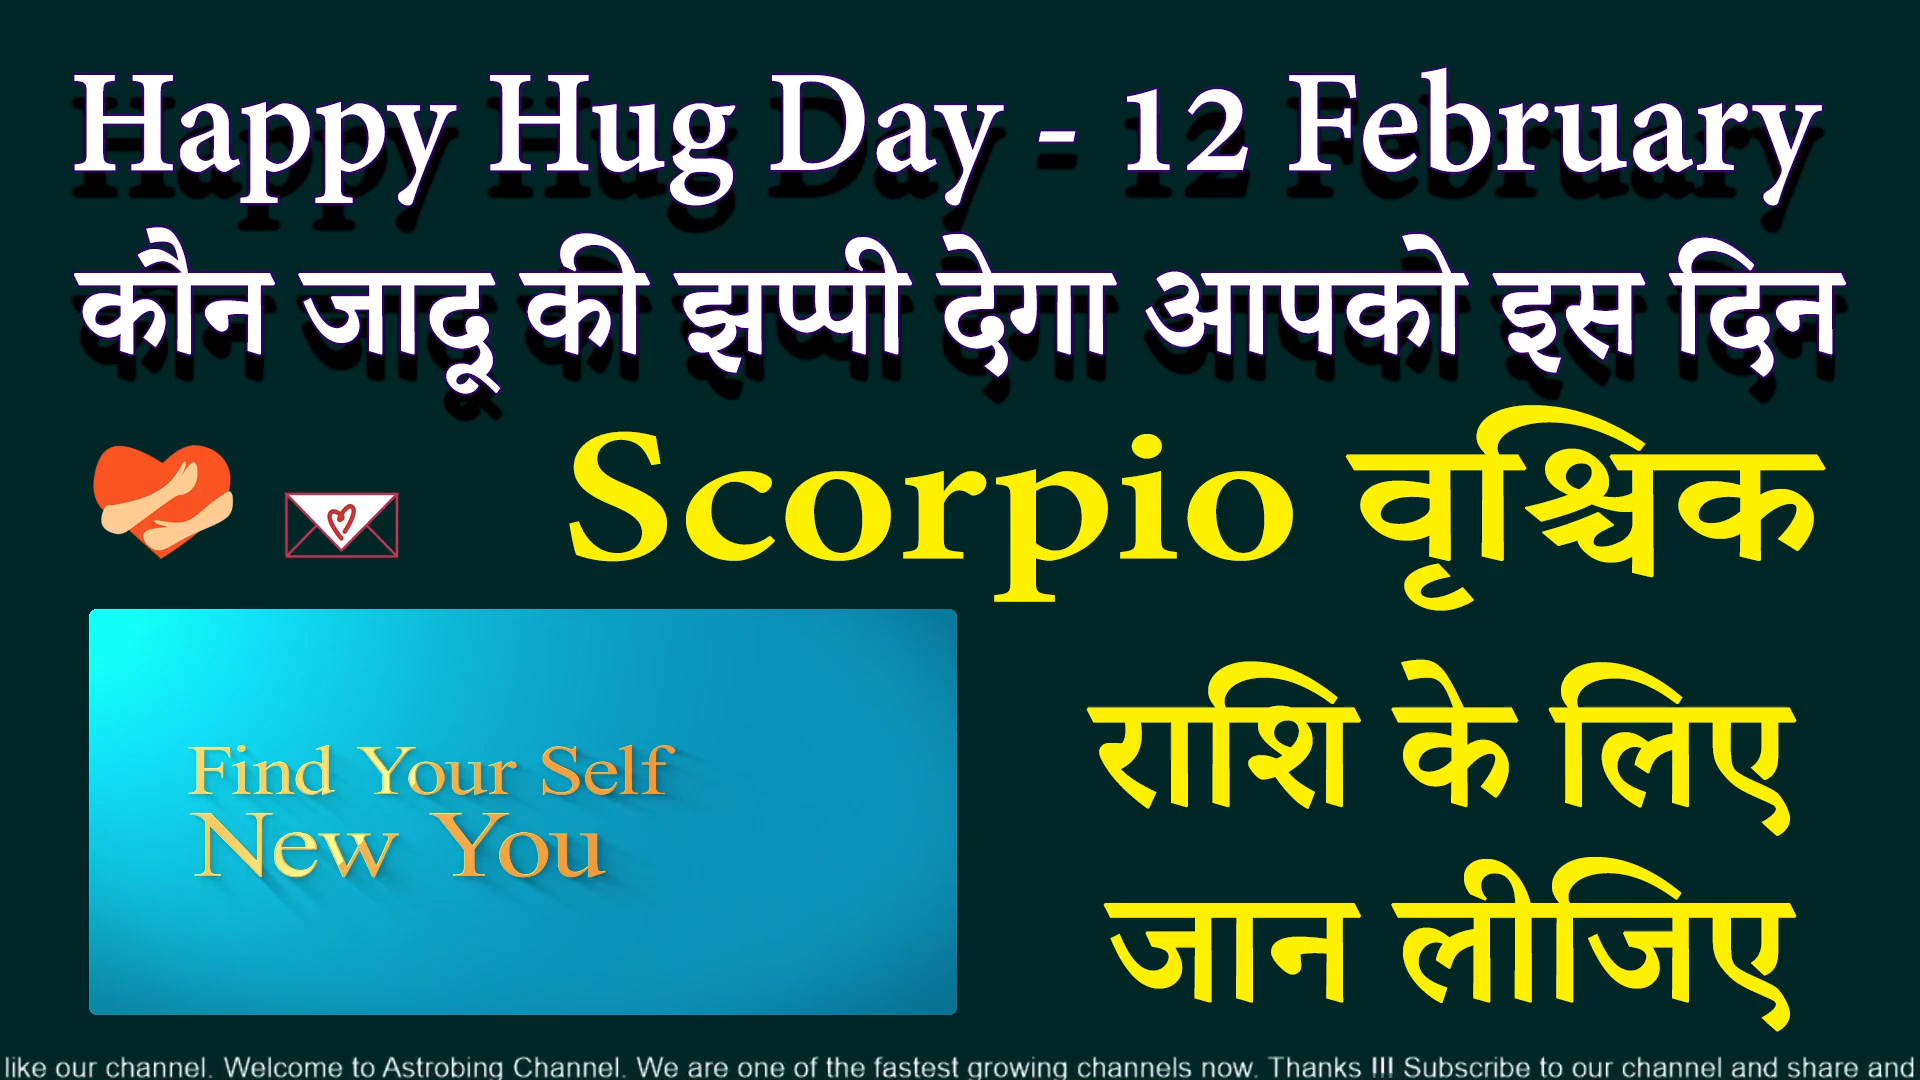 Happy Hug Day - 12 February
कौन जादू की झप्पी देगा आपको इस दिन
Scorpio वृश्चिक
राशि के लिए
जान लीजिए
Find Your Self
New You
like our channel. Welcome to Astrobing Channel. We are one of the fastest growing channels now. Thanks !!! Subscribe to our channel and share and